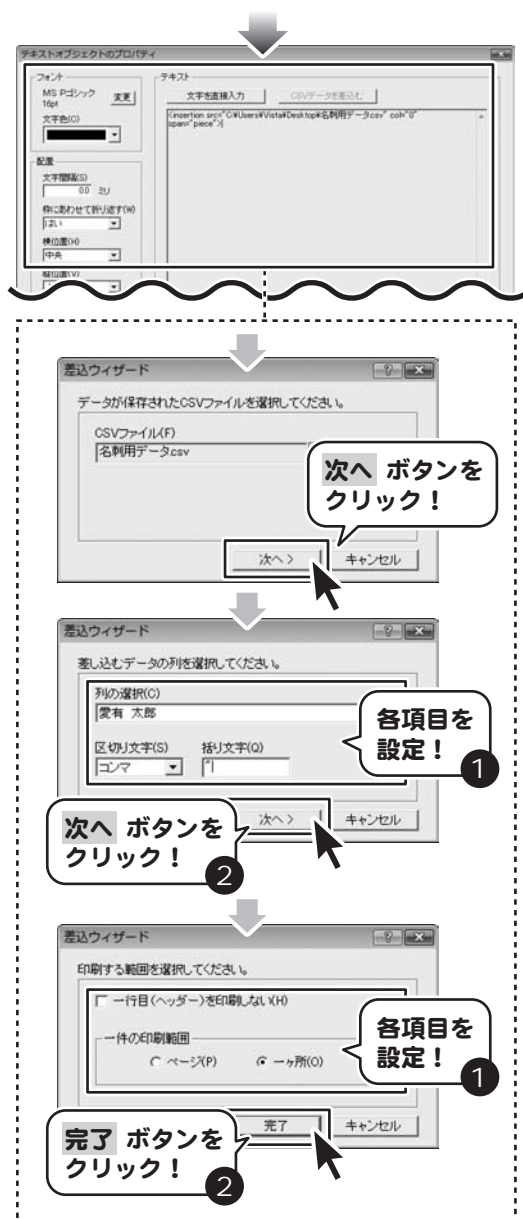 テキストオブジェクトのプロパティ
フォント
MS Pゴシック
16pt
変更
文字色(C)
配置
文字間隔(S)
0.0 ミリ
枠にあわせて折り返す(W)
はい
横位置(H)
中央
縦位置(V)
テキスト
文字を直接入力
CSVデータを差込む
<insertion src="C:¥Users¥Vista¥Desktop¥名刺用データ.csv" col="0"
span="piece">
差込ウィザード
データが保存されたCSVファイルを選択してください。
CSVファイル(F)
名刺用データ.csv
次へ ボタンを
クリック！
次へ >
キャンセル
差込ウィザード
差し込むデータの列を選択してください。
列の選択(C)
愛有 太郎
区切り文字(S)
括り文字(Q)
コンマ
"
各項目を
設定！
1
次へ >
キャンセル
次へ ボタンを
クリック！
2
差込ウィザード
印刷する範囲を選択してください。
一行目(ヘッダー)を印刷しない(H)
一件の印刷範囲
ページ(P)
一ヶ所(O)
各項目を
設定！
1
完了
キャンセル
完了 ボタンを
クリック！
2